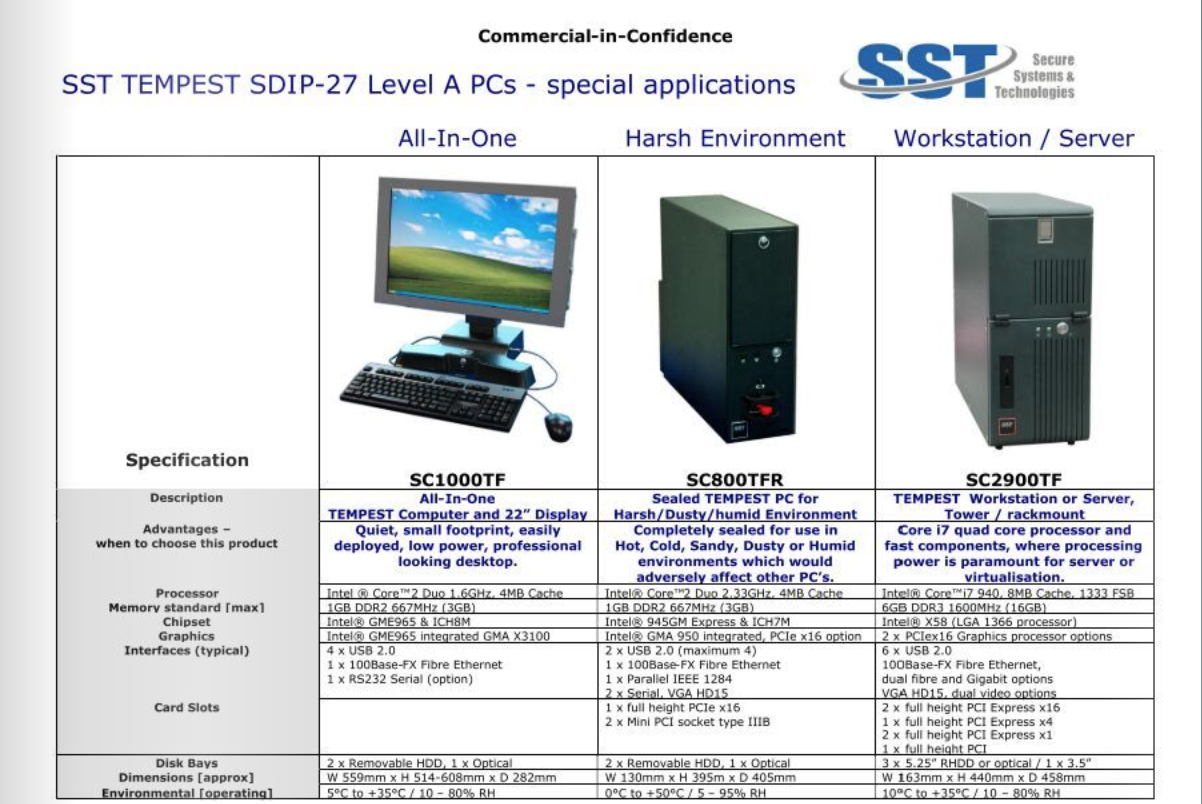 Commercial-in-Confidence
SST TEMPEST SDIP-27 Level A PCs - special applications
SST
Secure
Systems &
Technologies
All-In-One
Harsh Environment
Workstation / Server
Specification
SC1000TF
SC800TFR
SC2900TF
Description
All-In-One
TEMPEST Computer and 22” Display
Sealed TEMPEST PC for
Harsh/Dusty/humid Environment
TEMPEST Workstation or Server,
Tower / rackmount
Advantages –
when to choose this product
Quiet, small footprint, easily
deployed, low power, professional
looking desktop.
Completely sealed for use in
Hot, Cold, Sandy, Dusty or Humid
environments which would
adversely affect other PC’s.
Core i7 quad core processor and
fast components, where processing
power is paramount for server or
virtualisation.
Processor
Intel ® Core™2 Duo 1.6GHz, 4MB Cache
Intel® Core™2 Duo 2.33GHz, 4MB Cache
Intel® Core™i7 940, 8MB Cache, 1333 FSB
Memory standard [max]
1GB DDR2 667MHz (3GB)
1GB DDR2 667MHz (3GB)
6GB DDR3 1600MHz (16GB)
Chipset
Intel® GME965 & ICH8M
Intel® 945GM Express & ICH7M
Intel® X58 (LGA 1366 processor)
Graphics
Intel® GME965 integrated GMA X3100
Intel® GMA 950 integrated, PCIe x16 option
2 x PCIex16 Graphics processor options
Interfaces (typical)
4 x USB 2.0
1 x 100Base-FX Fibre Ethernet
1 x RS232 Serial (option)
2 x USB 2.0 (maximum 4)
1 x 100Base-FX Fibre Ethernet
1 x Parallel IEEE 1284
2 x Serial, VGA HD15
6 x USB 2.0
100Base-FX Fibre Ethernet,
dual fibre and Gigabit options
VGA HD15, dual video options
Card Slots
1 x full height PCIe x16
2 x Mini PCI socket type IIIB
2 x full height PCI Express x16
1 x full height PCI Express x4
2 x full height PCI Express x1
1 x full height PCI
Disk Bays
2 x Removable HDD, 1 x Optical
2 x Removable HDD, 1 x Optical
3 x 5.25” RHDD or optical / 1 x 3.5”
Dimensions [approx]
W 559mm x H 514-608mm x D 282mm
W 130mm x H 395m x D 405mm
W 163mm x H 440mm x D 458mm
Environmental [operating]
5°C to +35°C / 10 – 80% RH
0°C to +50°C / 5 – 95% RH
10°C to +35°C / 10 – 80% RH